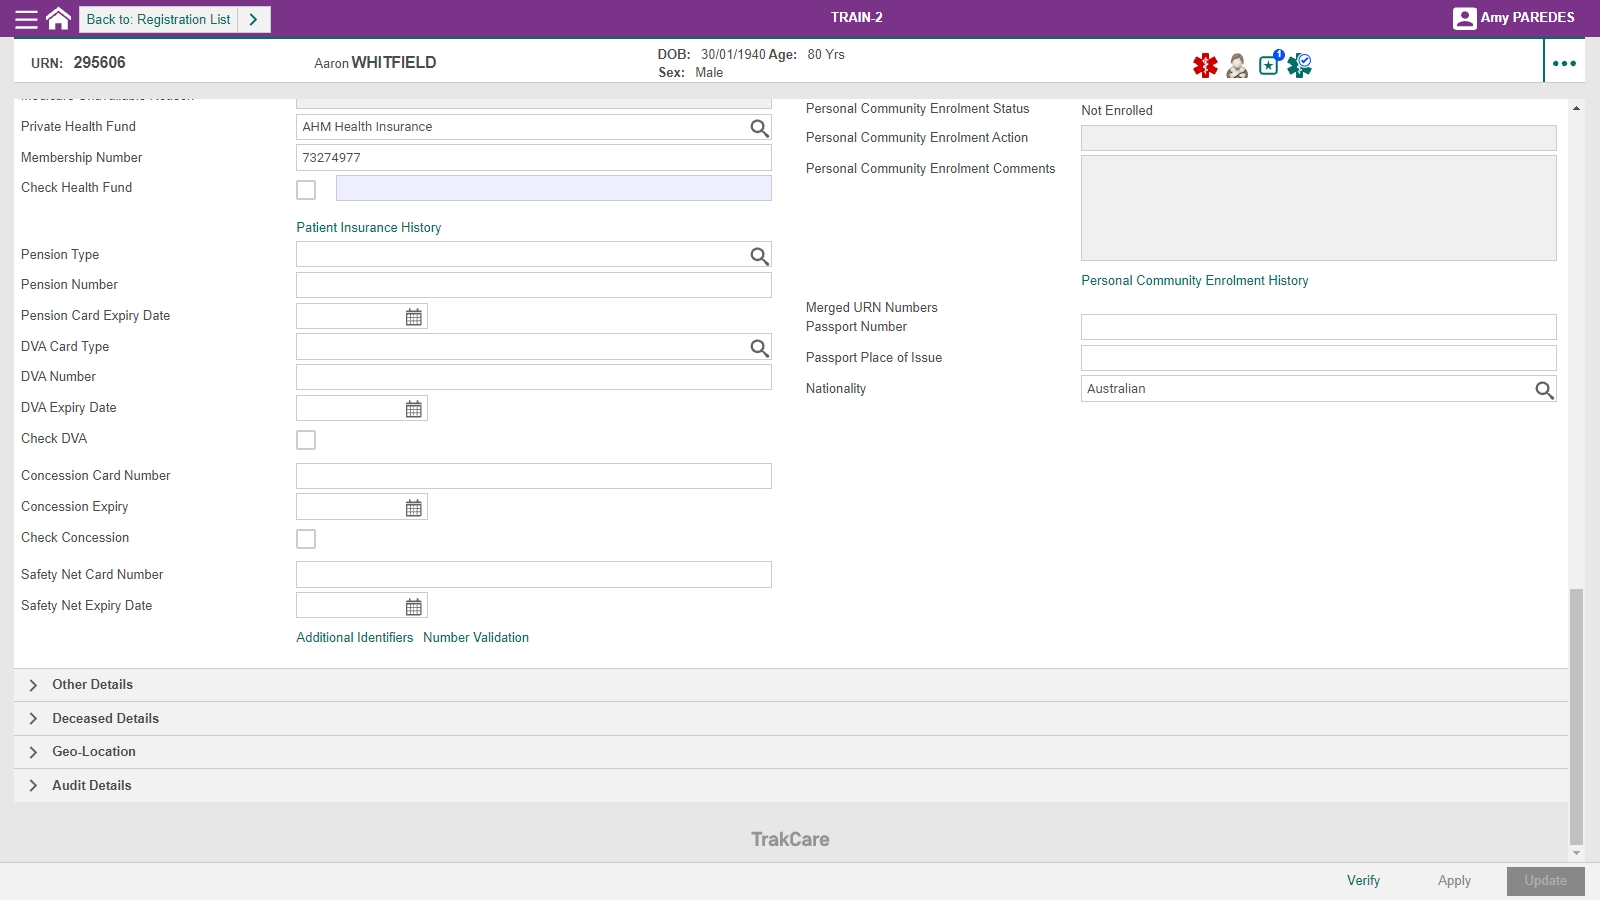 Back to: Registration List
TRAIN-2
Amy PAREDES
URN: 295606
Aaron WHITFIELD
DOB: 30/01/1940 Age: 80 Yrs
Sex: Male
1
Private Health Fund
AHM Health Insurance
Membership Number
73274977
Check Health Fund
Patient Insurance History
Pension Type
Pension Number
Pension Card Expiry Date
DVA Card Type
DVA Number
DVA Expiry Date
Check DVA
Concession Card Number
Concession Expiry
Check Concession
Safety Net Card Number
Safety Net Expiry Date
Additional Identifiers Number Validation
Personal Community Enrolment Status
Not Enrolled
Personal Community Enrolment Action
Personal Community Enrolment Comments
Personal Community Enrolment History
Merged URN Numbers
Passport Number
Passport Place of Issue
Nationality
Australian
Other Details
Deceased Details
Geo-Location
Audit Details
TrakCare
Verify
Apply
Update